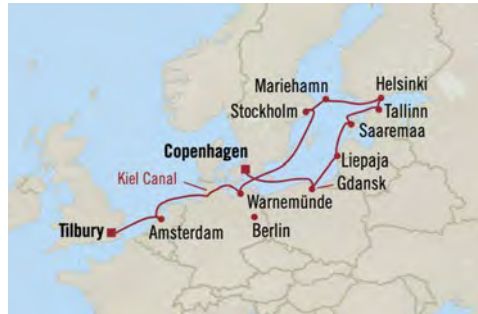 Mariehamn
Helsinki
Stockholm
Tallinn
Saaremaa
Copenhagen
Liepaja
Kiel Canal
Gdansk
Warnemünde
Tilbury
Amsterdam
Berlin